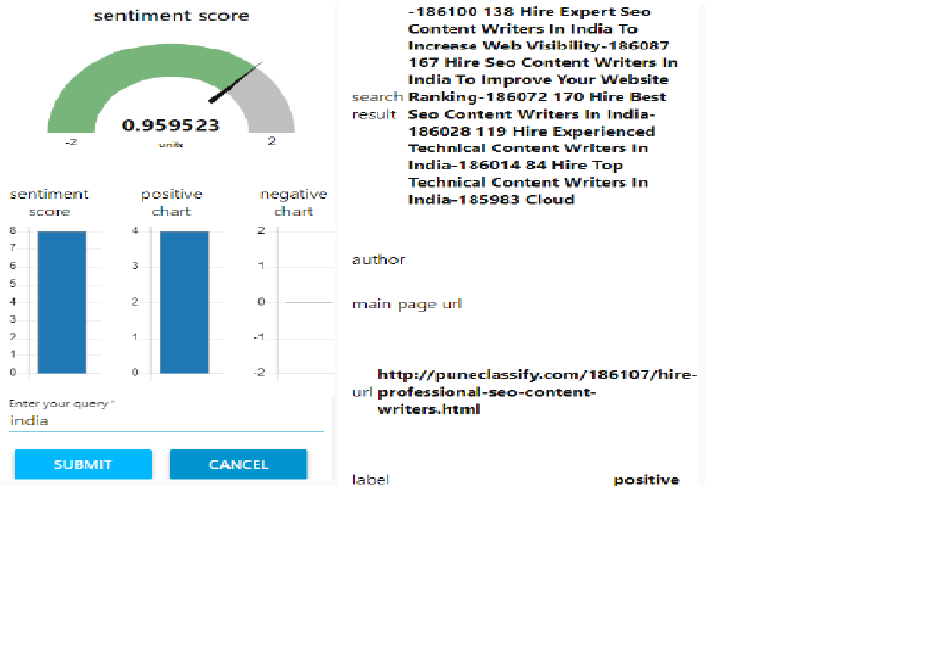 sentiment score
0.959523
units
-2
2
sentiment
score
8
7
6
5
4
3
2
1
0
positive
chart
4
3
2
1
0
negative
chart
2
1
0
-1
-2
Enter your query*
india
SUBMIT
CANCEL
-186100 138 Hire Expert Seo
Content Writers In India To
Increase Web Visibility-186087
167 Hire Seo Content Writers In
India To Improve Your Website
search Ranking-186072 170 Hire Best
result Seo Content Writers In India-
186028 119 Hire Experienced
Technical Content Writers In
India-186014 84 Hire Top
Technical Content Writers In
India-185983 Cloud
author
main page url
http://puneclassify.com/186107/hire-
url professional-seo-content-
writers.html
label positive